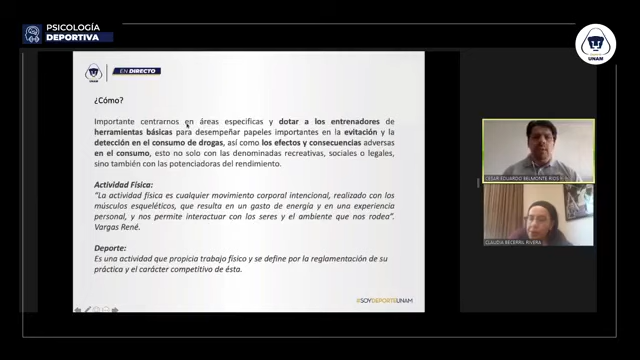 PSICOLOGÍA
DEPORTIVA
UNAM
UNAM
EN DIRECTO
¿Cómo?
Importante centrarnos en áreas especificas y dotar a los entrenadores de
herramientas básicas para desempeñar papeles importantes en la evitación y la
detección en el consumo de drogas, así como los efectos y consecuencias adversas
en el consumo, esto no solo con las denominadas recreativas, sociales o legales,
sino también con las potenciadoras del rendimiento.
Actividad Física:
“La actividad física es cualquier movimiento corporal intencional, realizado con los
músculos esqueléticos, que resulta en un gasto de energía y en una experiencia
personal, y nos permite interactuar con los seres y el ambiente que nos rodea”.
Vargas René.
Deporte:
Es una actividad que propicia trabajo físico y se define por la reglamentación de su
práctica y el carácter competitivo de ésta.
#SOYDEPORTEUNAM
CESAR EDUARDO BELMONTE RIOS
CLAUDIA BECERRIL RIVERA